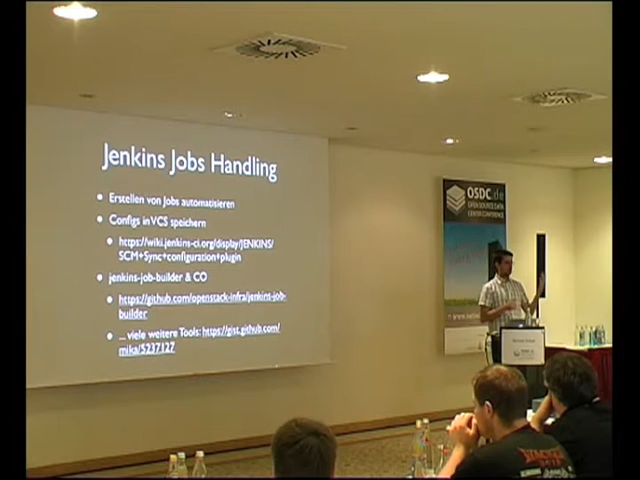 Jenkins Jobs Handling
Erstellen von Jobs automatisieren
Configs in VCS speichern
https://wiki.jenkins-ci.org/display/JENKINS/
SCM+Sync+configuration+plugin
jenkins-job-builder & CO
https://github.com/openstack-infra/jenkins-job-
builder
... viele weitere Tools: https://gist.github.com/
mika/5237127
OSDC.de
OPEN SOURCE DATA
CENTER CONFERENCE